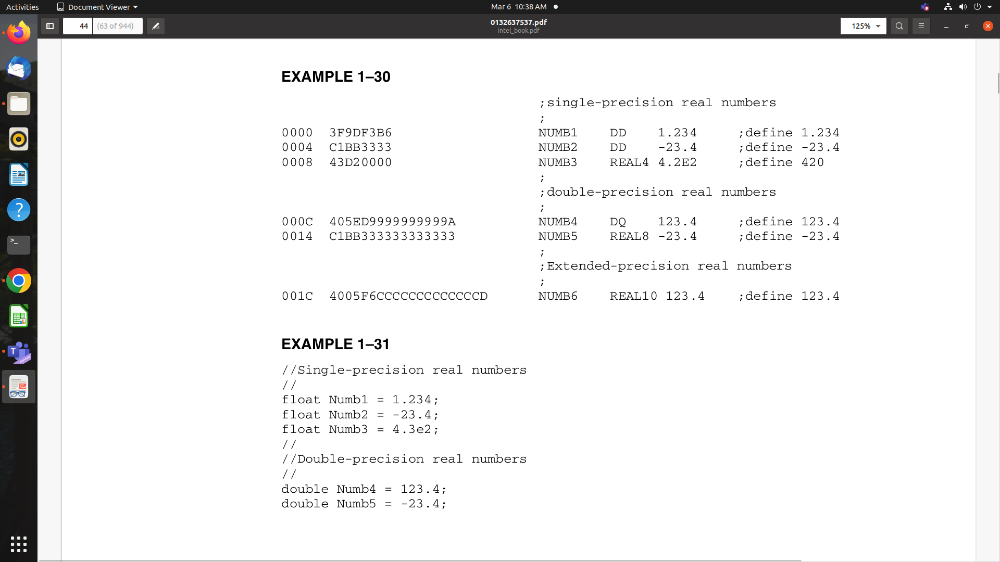 Activities Document Viewer Mar 6 10:38 AM
44 (63 of 944) 0132637537.pdf 125%
intel_book.pdf
EXAMPLE 1–30
;single-precision real numbers
;
0000 3F9DF3B6 NUMB1 DD 1.234 ;define 1.234
0004 C1BB3333 NUMB2 DD -23.4 ;define -23.4
0008 43D20000 NUMB3 REAL4 4.2E2 ;define 420
;
;double-precision real numbers
;
000C 405ED9999999999A NUMB4 DQ 123.4 ;define 123.4
0014 C1BB333333333333 NUMB5 REAL8 -23.4 ;define -23.4
;
;Extended-precision real numbers
;
001C 4005F6CCCCCCCCCCCCCD NUMB6 REAL10 123.4 ;define 123.4
EXAMPLE 1–31
//Single-precision real numbers
//
float Numb1 = 1.234;
float Numb2 = -23.4;
float Numb3 = 4.3e2;
//
//Double-precision real numbers
//
double Numb4 = 123.4;
double Numb5 = -23.4;